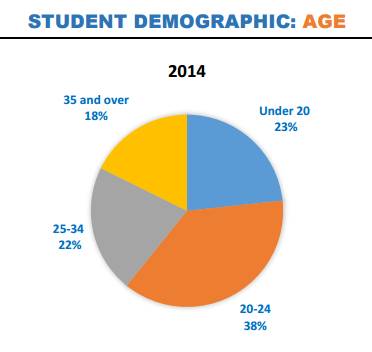 STUDENT DEMOGRAPHIC: AGE
2014
35 and over
18%
Under 20
23%
25-34
22%
20-24
38%